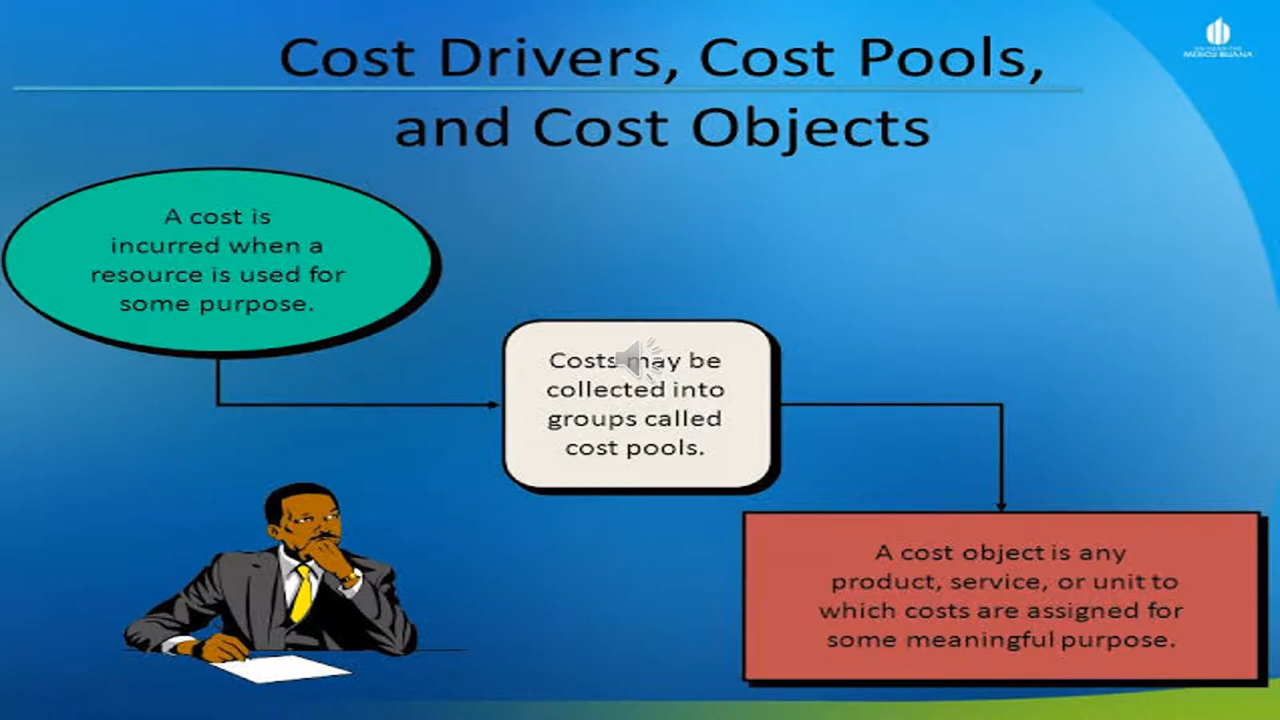 Cost Drivers, Cost Pools,
and Cost Objects
A cost is
incurred when a
resource is used for
some purpose.
Costs may be
collected into
groups called
cost pools.
A cost object is any
product, service, or unit to
which costs are assigned for
some meaningful purpose.
MERCU BUANA